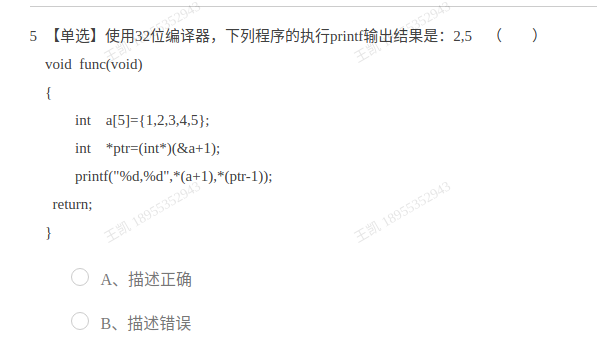 5 【单选】使用32位编译器，下列程序的执行printf输出结果是：2,5 （ ）
void func(void)
{
int a[5]={1,2,3,4,5};
int *ptr=(int*)(&a+1);
printf("%d,%d",*(a+1),*(ptr-1));
return;
}
A、描述正确
B、描述错误
王凯 18955352943
王凯 18955352943
王凯 18955352943
王凯 18955352943